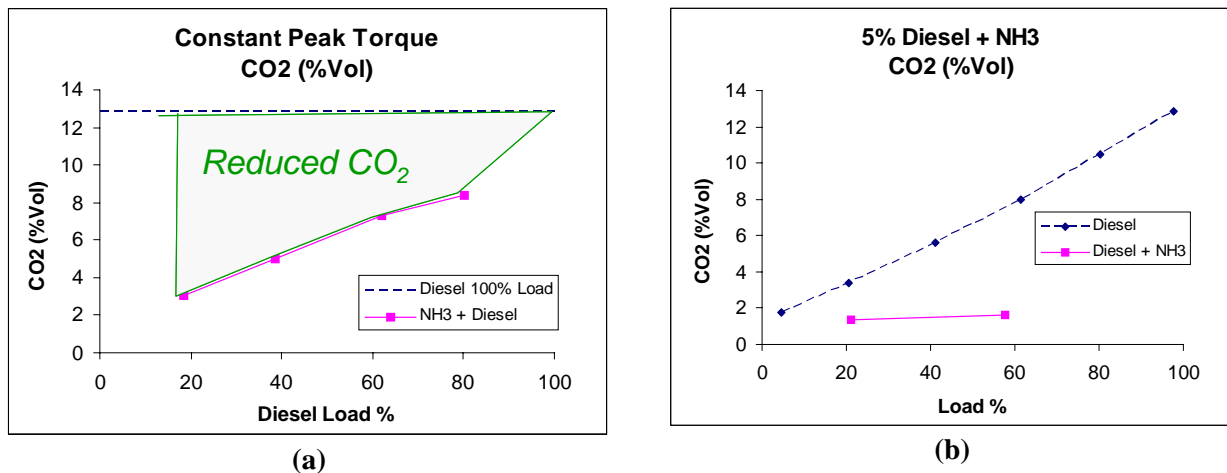 Constant Peak Torque
CO2 (%Vol)
14
12
10
8
6
4
2
0
CO2 (%Vol)
Reduced CO2
Diesel 100% Load
NH3 + Diesel
0 20 40 60 80 100
Diesel Load %
(a)
5% Diesel + NH3
CO2 (%Vol)
14
12
10
8
6
4
2
0
CO2 (%Vol)
Diesel
Diesel + NH3
0 20 40 60 80 100
Load %
(b)